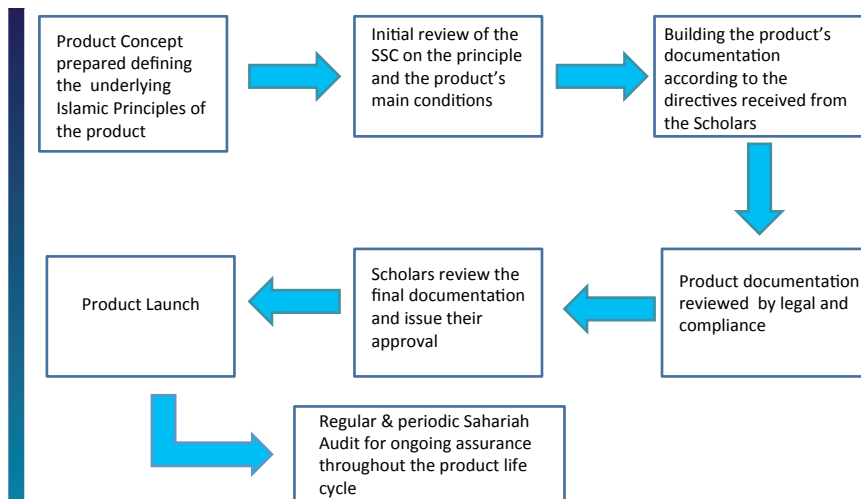 Product Concept
prepared defining
the underlying
Islamic Principles of
the product
Initial review of the
SSC on the principle
and the product's
main conditions
Building the product's
documentation
according to the
directives received from
the Scholars
Product documentation
reviewed by legal and
compliance
Scholars review the
final documentation
and issue their
approval
Product Launch
Regular & periodic Sahariah
Audit for ongoing assurance
throughout the product life
cycle